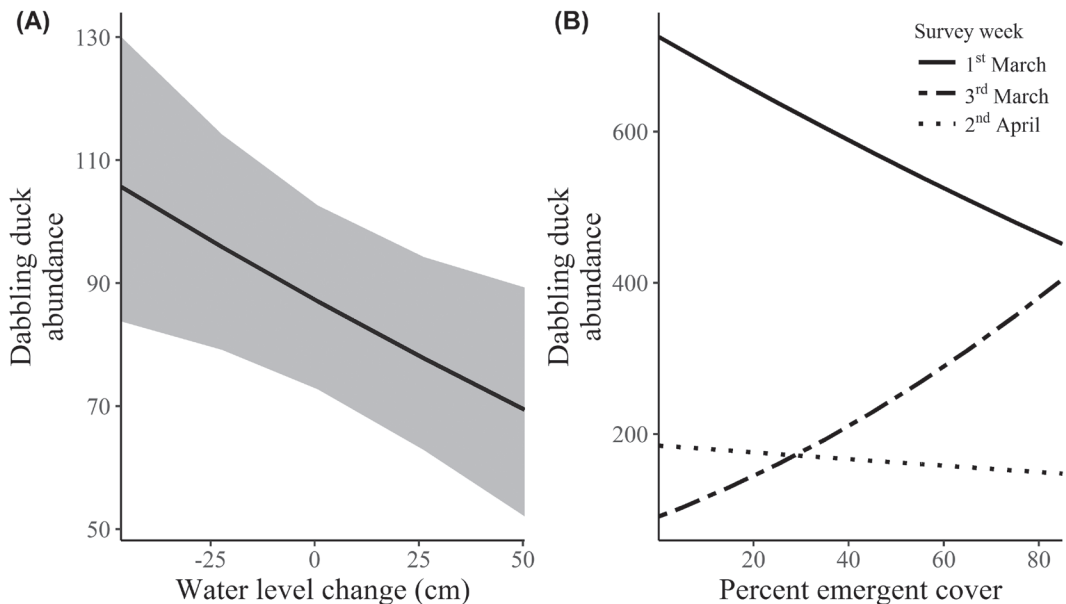 (A)
130
110
90
70
50
Dabbling duck
abundance
-25
0
25
50
Water level change (cm)
(B)
600
400
200
Dabbling duck
abundance
20
40
60
80
Percent emergent cover
Survey week
1st March
3rd March
2nd April